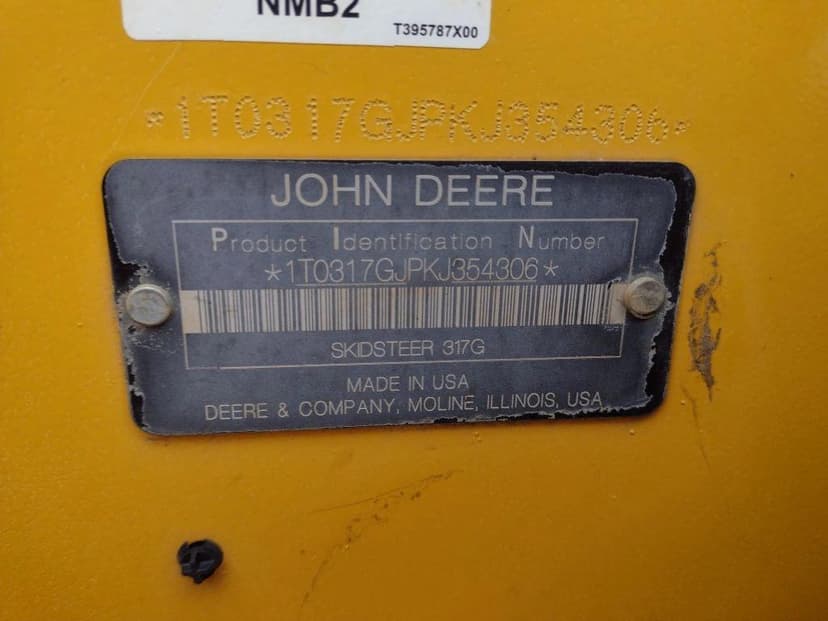 NMB2
T395787X00
*1T0317GJPKJ354306*
JOHN DEERE
Product Identification Number
*1T0317GJPKJ354306*
SKIDSTEER 317G
MADE IN USA
DEERE & COMPANY, MOLINE, ILLINOIS, USA